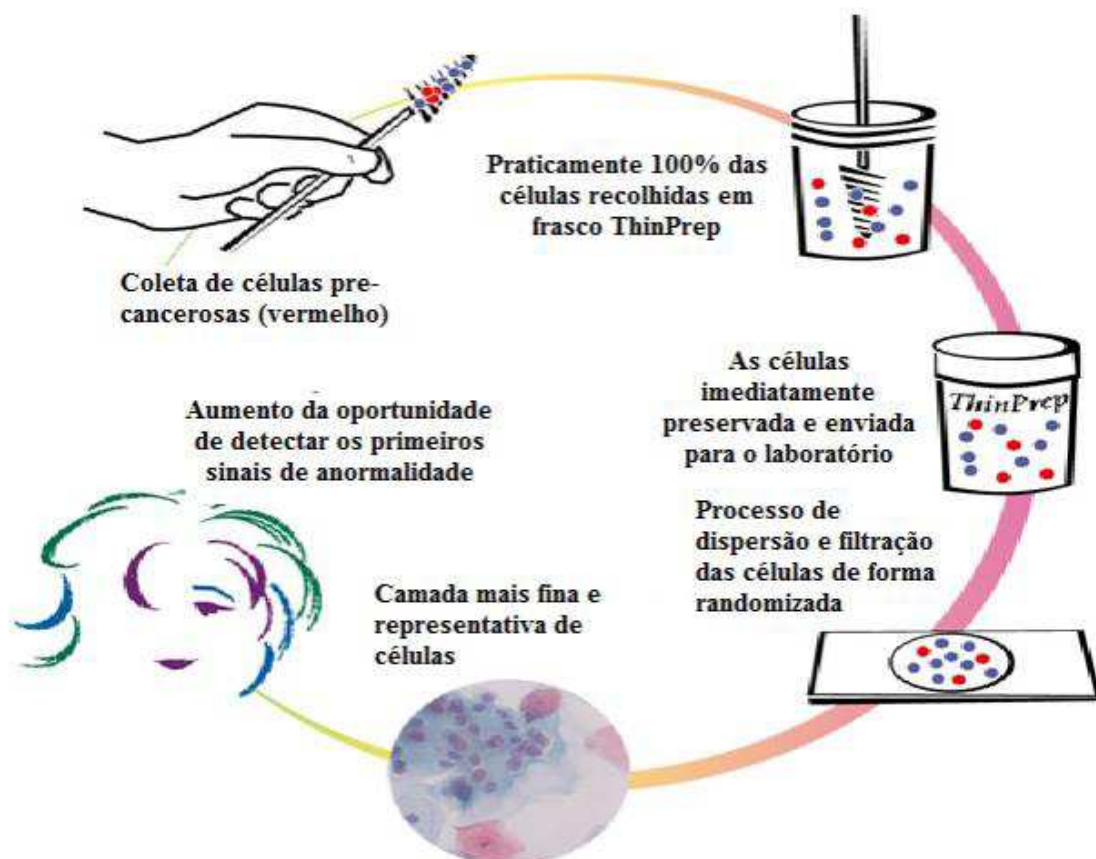 Praticamente 100% das
células recolhidas em
frasco ThinPrep
Coleta de células pre-
cancerosas (vermelho)
As células
imediatamente
preservada e enviada
para o laboratório
ThinPrep
Processo de
dispersão e filtração
das células de forma
randomizada
Camada mais fina e
representativa de
células
Aumento da oportunidade
de detectar os primeiros
sinais de anormalidade